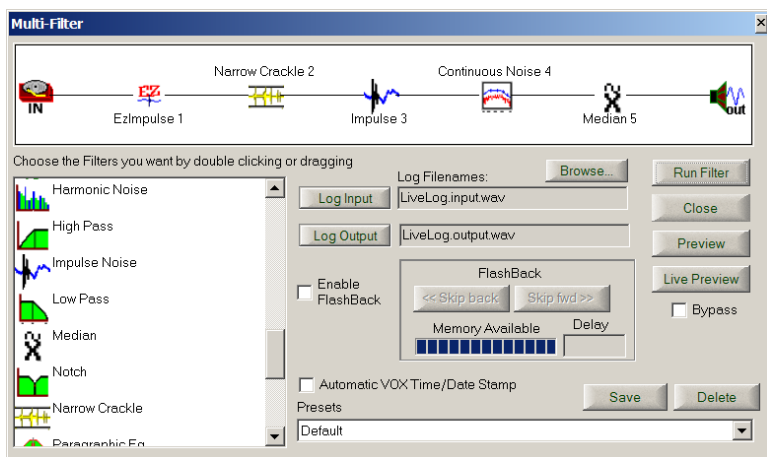 Multi-Filter
Narrow Crackle 2
Continuous Noise 4
IN
EZ
out
EzImpulse 1
Impulse 3
Median 5
Choose the Filters you want by double clicking or dragging
Harmonic Noise
High Pass
Impulse Noise
Low Pass
Median
Notch
Narrow Crackle
Paragraphic Eq
Log Filenames:
Browse...
Log Input
LiveLog.input.wav
Log Output
LiveLog.output.wav
Enable
FlashBack
FlashBack
<< Skip back
Skip fwd >>
Memory Available
Delay
Automatic VOX Time/Date Stamp
Save
Delete
Presets
Default
Run Filter
Close
Preview
Live Preview
Bypass